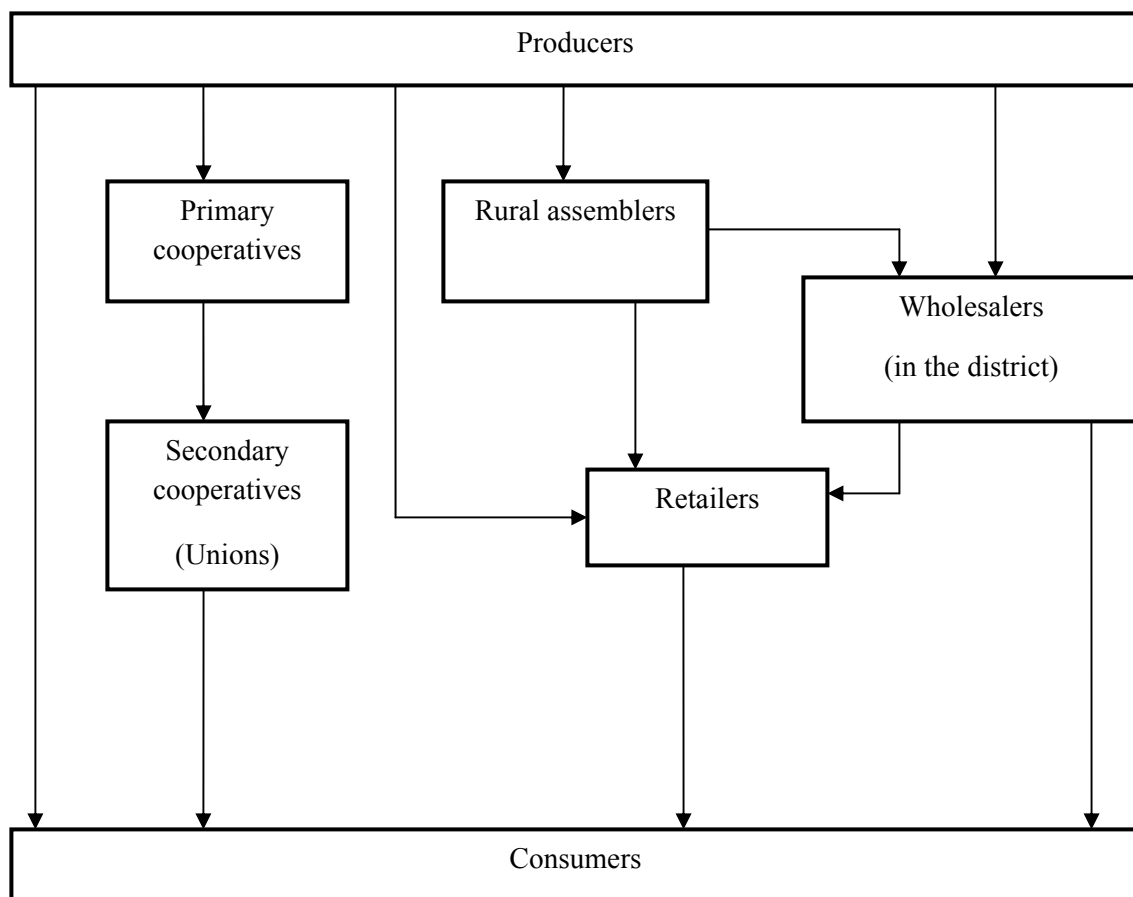 Producers
Primary
cooperatives
Rural assemblers
Wholesalers
(in the district)
Secondary
cooperatives
(Unions)
Retailers
Consumers